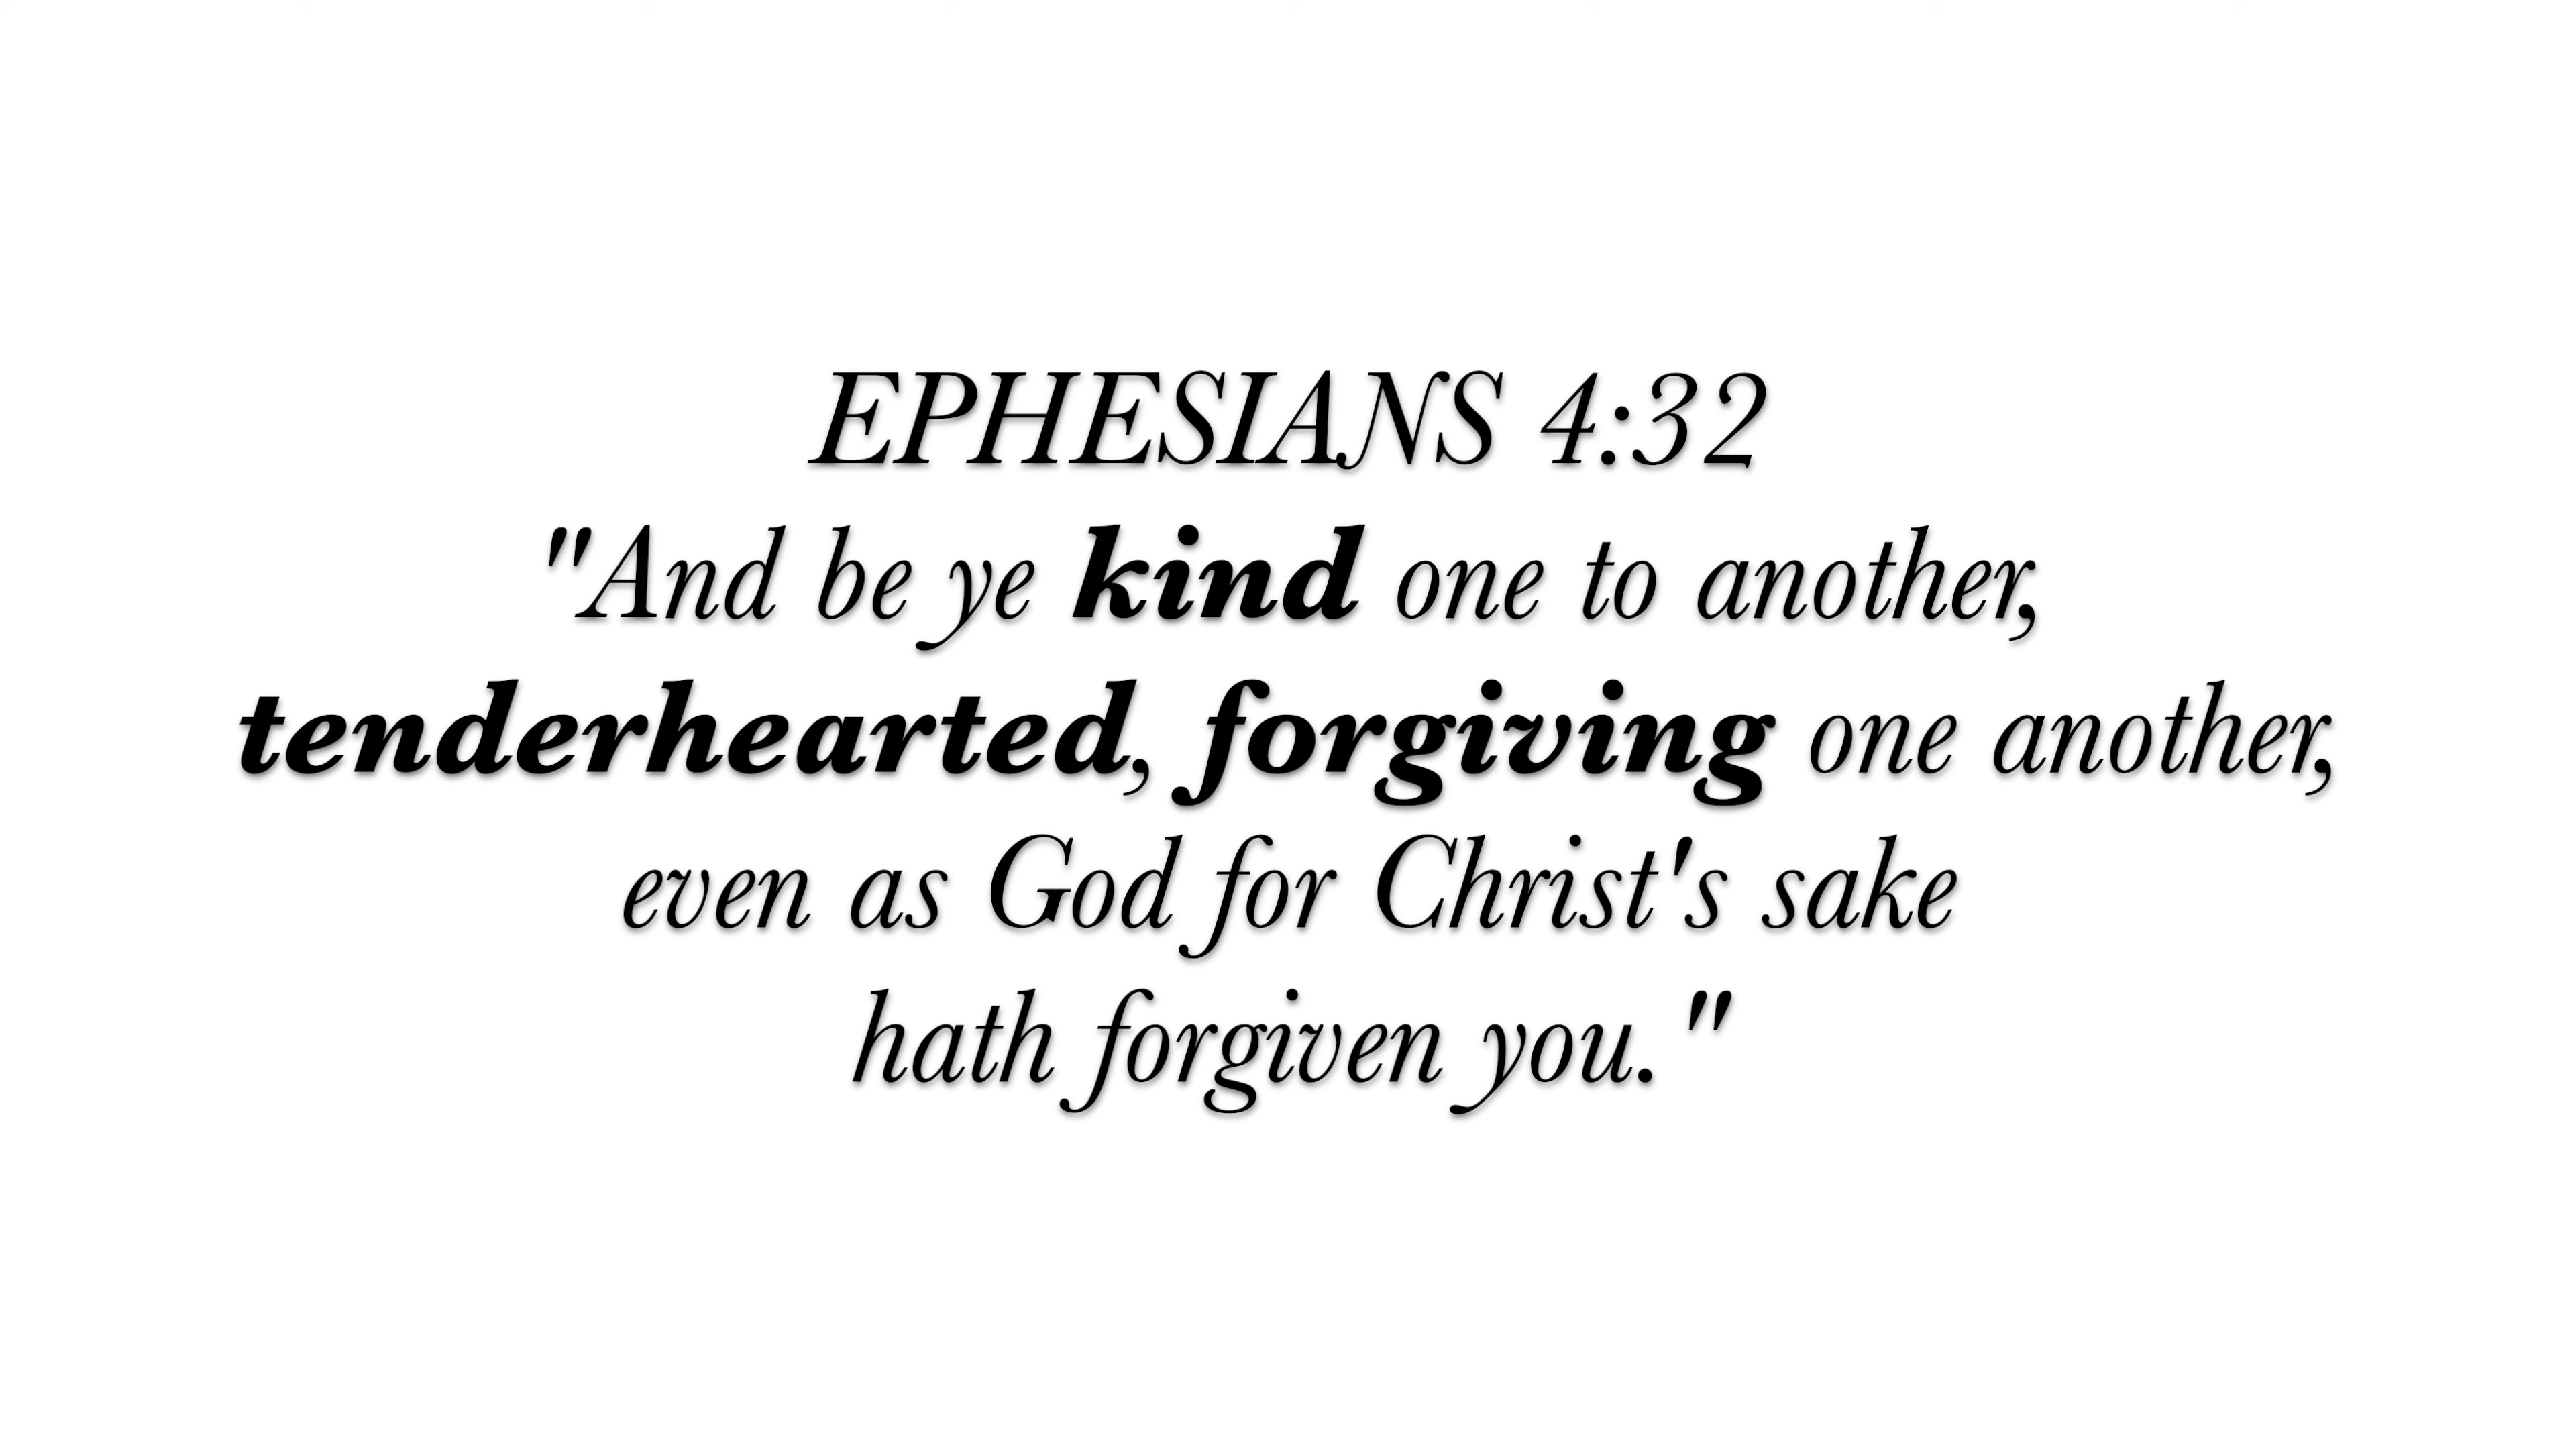 EPHESIANS 4:32
"And be ye kind one to another,
tenderhearted, forgiving one another,
even as God for Christ's sake
hath forgiven you."